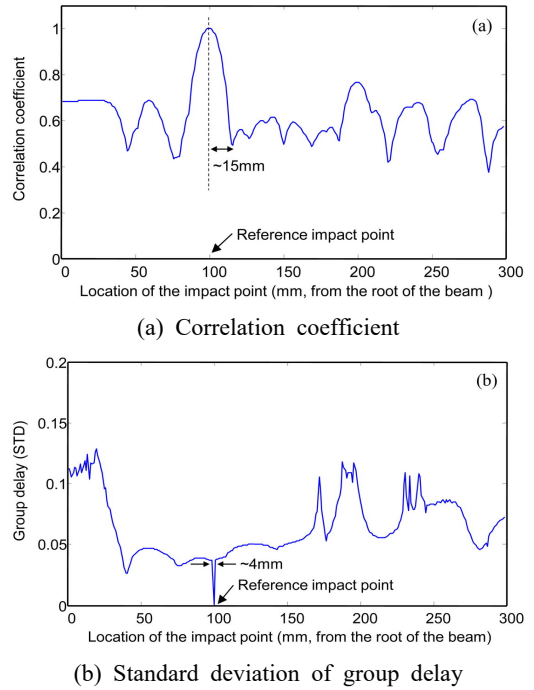 (a)
1
0.8
0.6
0.4
0.2
0
Correlation coefficient
~15mm
Reference impact point
0 50 100 150 200 250 300
Location of the impact point (mm, from the root of the beam )
(a) Correlation coefficient
0.2
(b)
0.15
0.1
0.05
0
Group delay (STD)
~4mm
Reference impact point
0 50 100 150 200 250 300
Location of the impact point (mm, from the root of the beam)
(b) Standard deviation of group delay